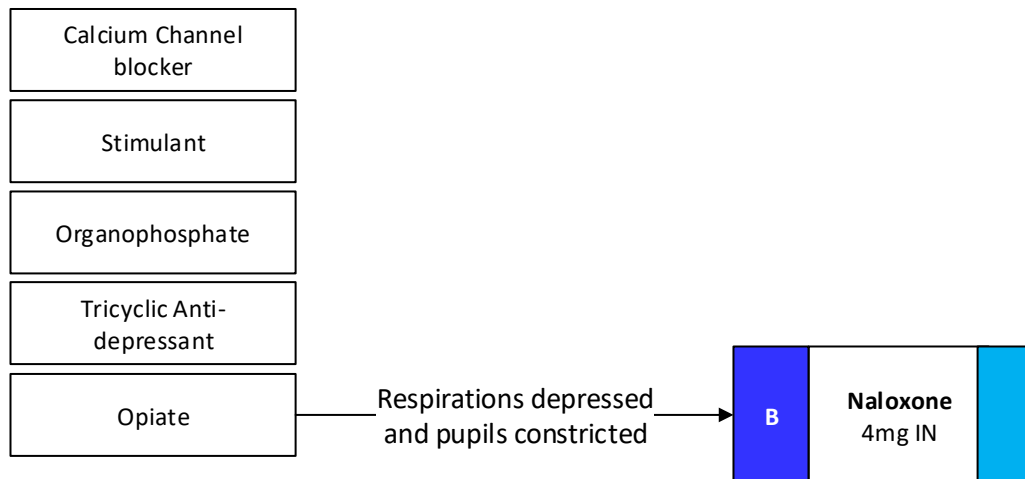 Calcium Channel
blocker
Stimulant
Organophosphate
Tricyclic Anti-
depressant
Opiate
Respirations depressed
and pupils constricted
B
Naloxone
4mg IN